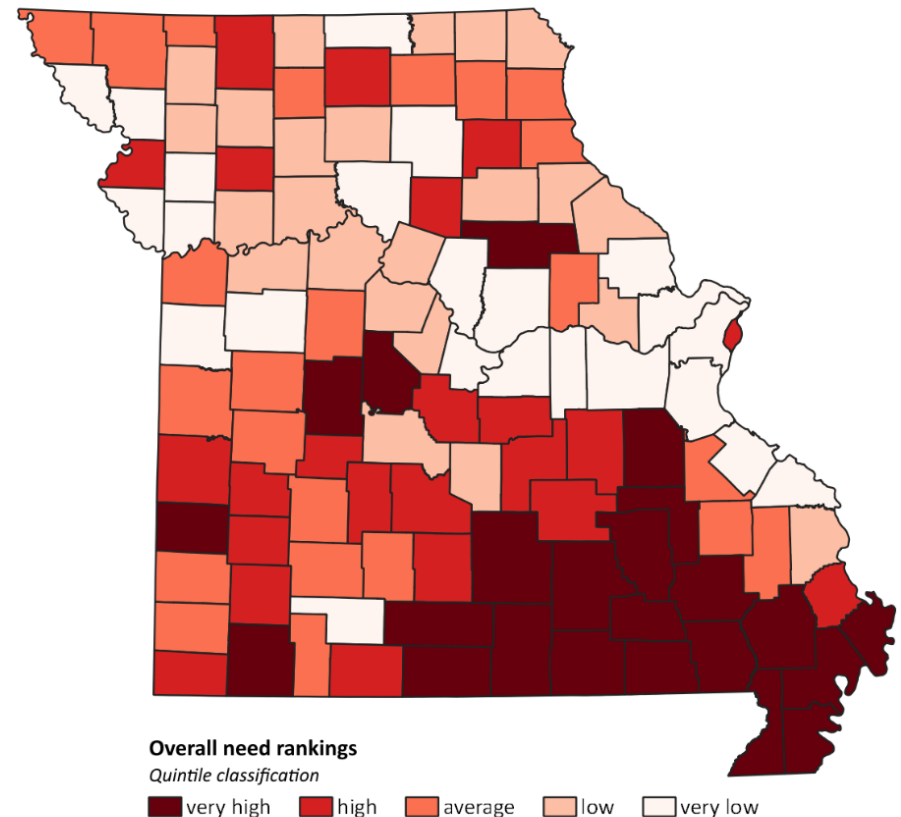 Overall need rankings
Quintile classification
very high high average low very low